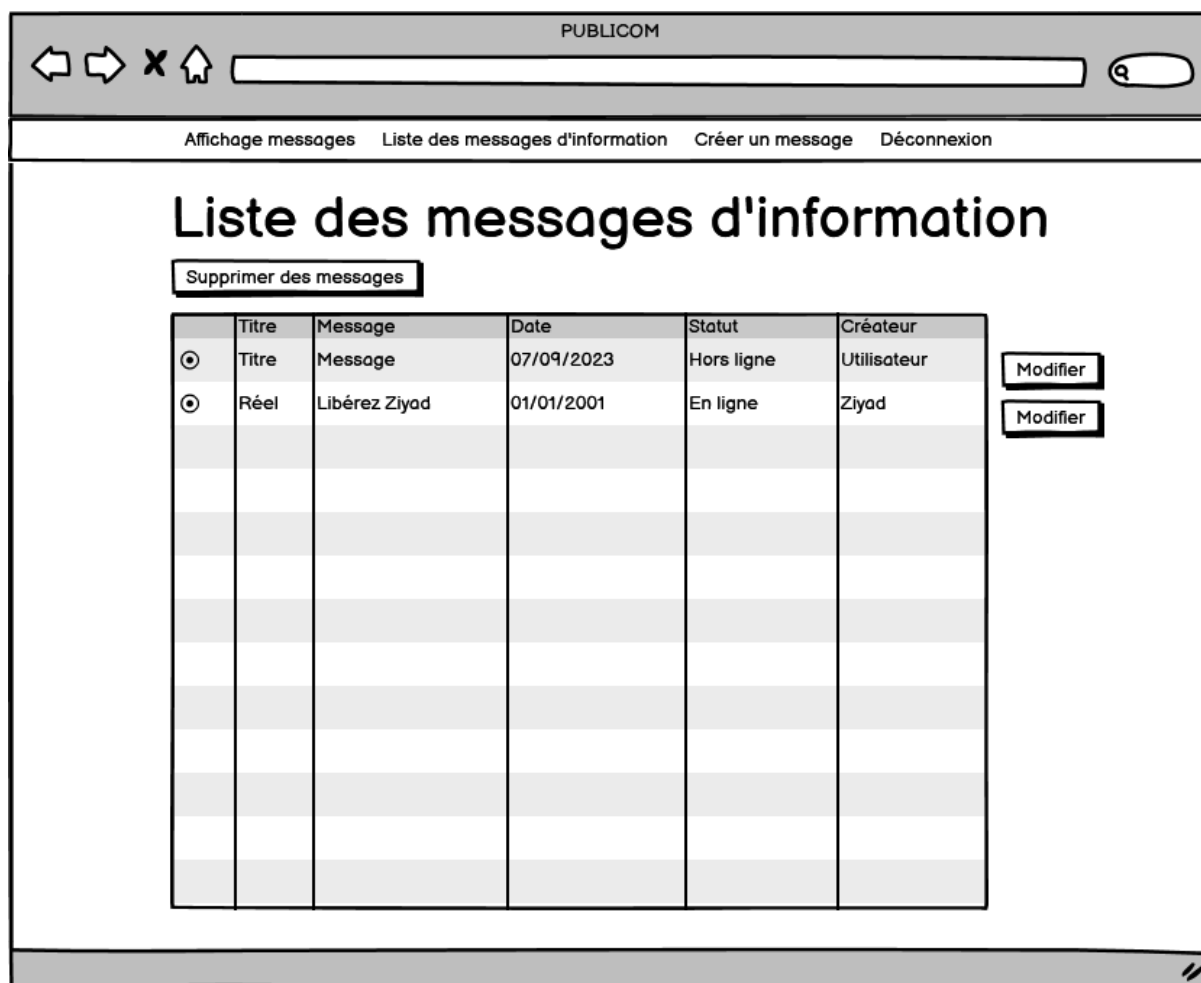 PUBLICOM
Affichage messages Liste des messages d'information Créer un message Déconnexion
Liste des messages d'information
Supprimer des messages
Titre Message Date Statut Créateur
Titre Message 07/09/2023 Hors ligne Utilisateur
Modifier
Réel Libérez Ziyad 01/01/2001 En ligne Ziyad
Modifier